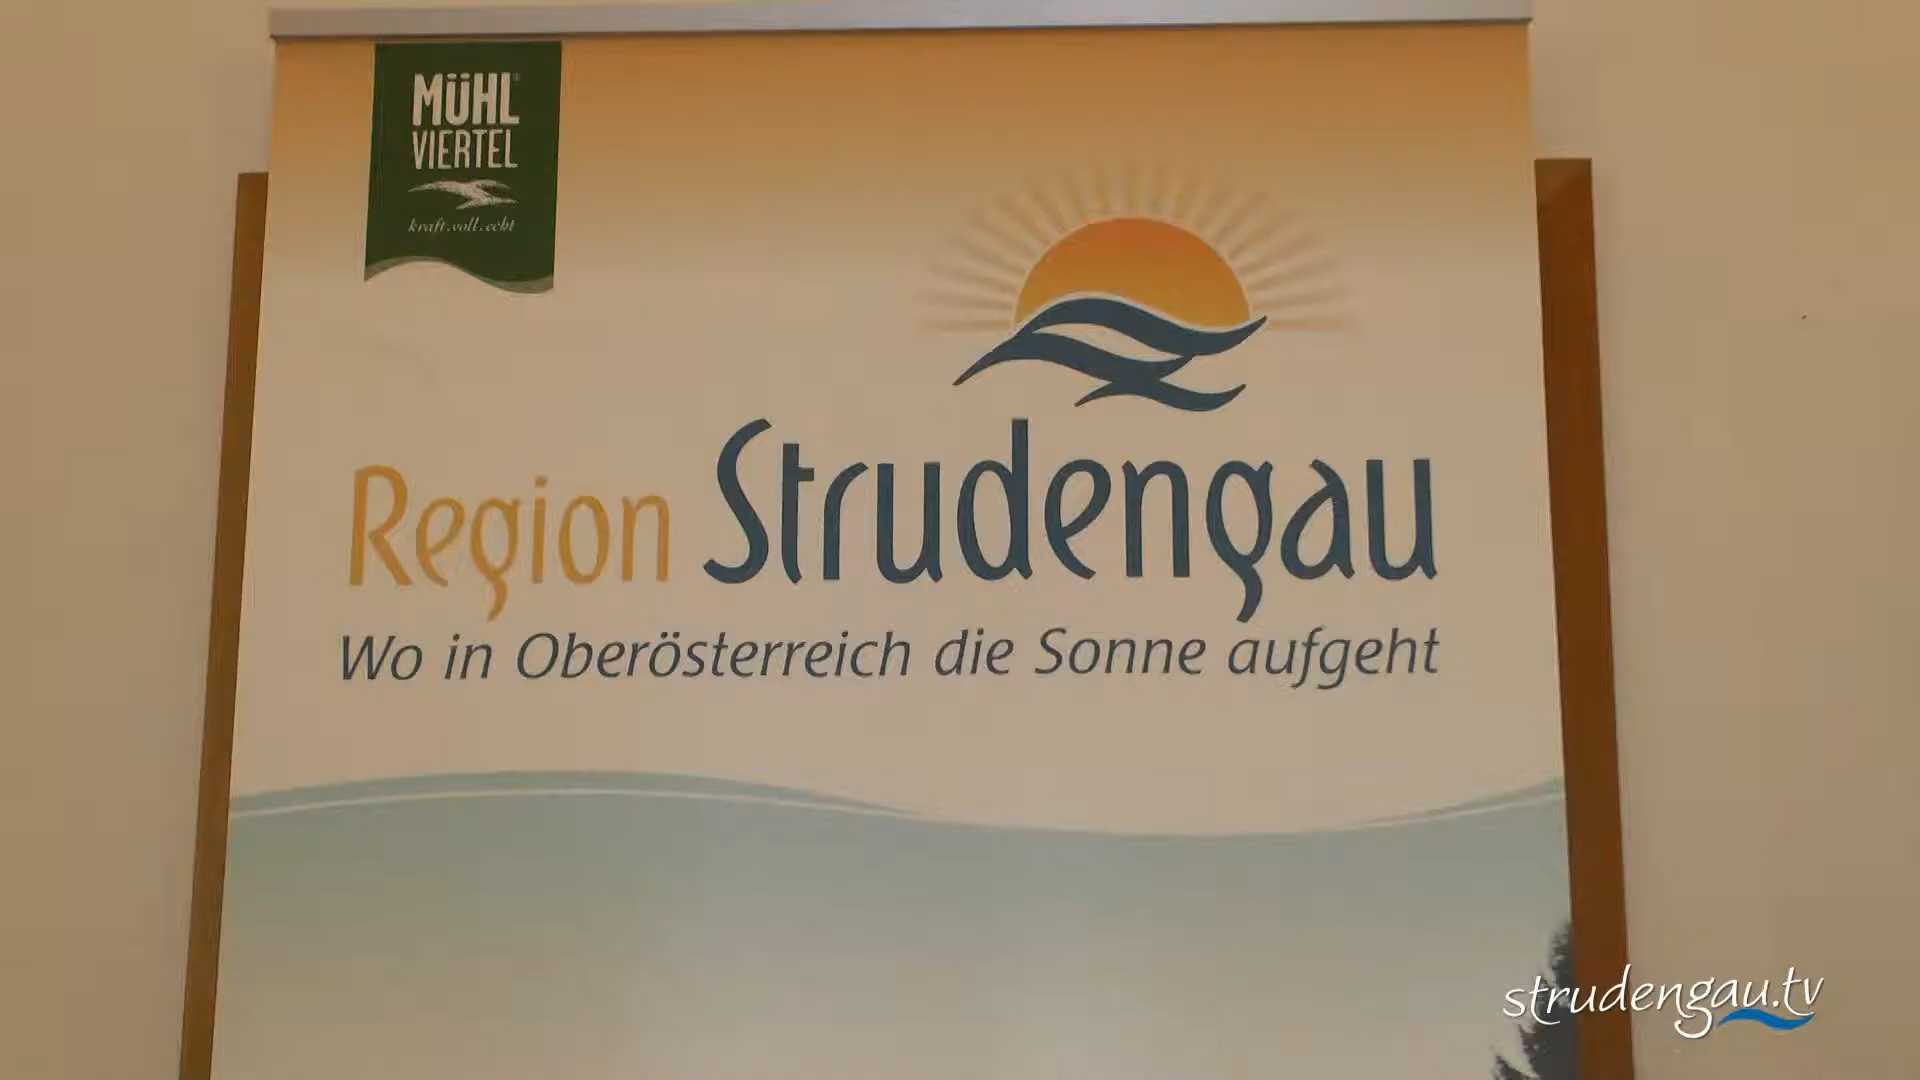 MÜHL
VIERTEL
kraft.voll.echt
Region Strudengau
Wo in Oberösterreich die Sonne aufgeht
strudengau.tv